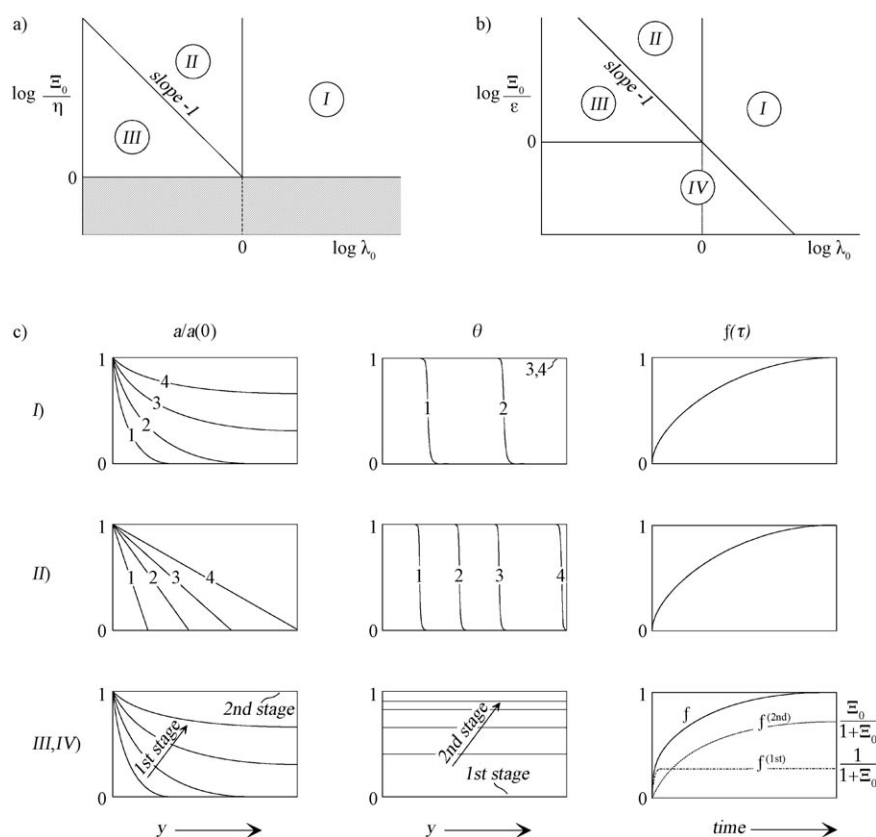 a)
log Ξ₀/η
II
slope -1
I
III
0
0
log λ₀
b)
log Ξ₀/ε
II
slope -1
III
I
0
IV
0
log λ₀
c)
a/a(0)
θ
f(τ)
I)
1
4
3
2
1
0
1
3,4
1
2
0
1
0
II)
1
1
2
3
4
0
1
1
2
3
4
0
1
0
III,IV)
1
2nd stage
1st stage
0
1
2nd stage
1st stage
0
1
f
f⁽²ⁿᵈ⁾
Ξ₀/1+Ξ₀
f⁽¹ˢᵗ⁾
1/1+Ξ₀
0
y
y
time